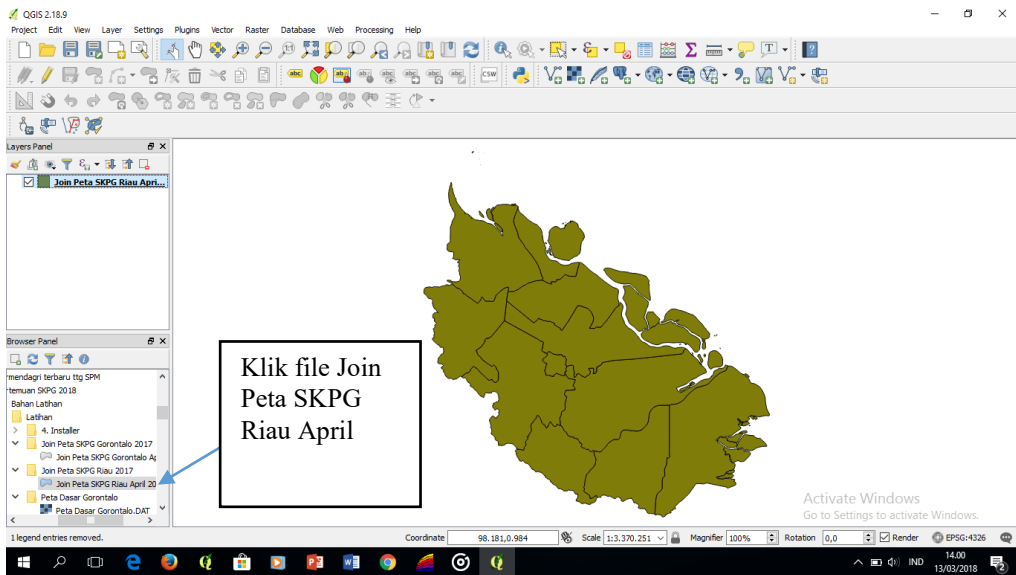 QGIS 2.18.9
Project Edit View Layer Settings Plugins Vector Raster Database Web Processing Help
Layers Panel
Join Peta SKPG Riau Apri...
Browser Panel
rmendagri terbaru ttg SPM
rtemuan SKPG 2018
Bahan Latihan
Latihan
4. Installer
Join Peta SKPG Gorontalo 2017
Join Peta SKPG Gorontalo Ap
Join Peta SKPG Riau 2017
Join Peta SKPG Riau April 20
Peta Dasar Gorontalo
Peta Dasar Gorontalo.DAT
Klik file Join
Peta SKPG
Riau April
Activate Windows
Go to Settings to activate Windows.
1 legend entries removed.
Coordinate 98.181,0.984 Scale 1:3.370.251 Magnifier 100% Rotation 0,0 Render EPSG:4326
IND
14.00
13/03/2018